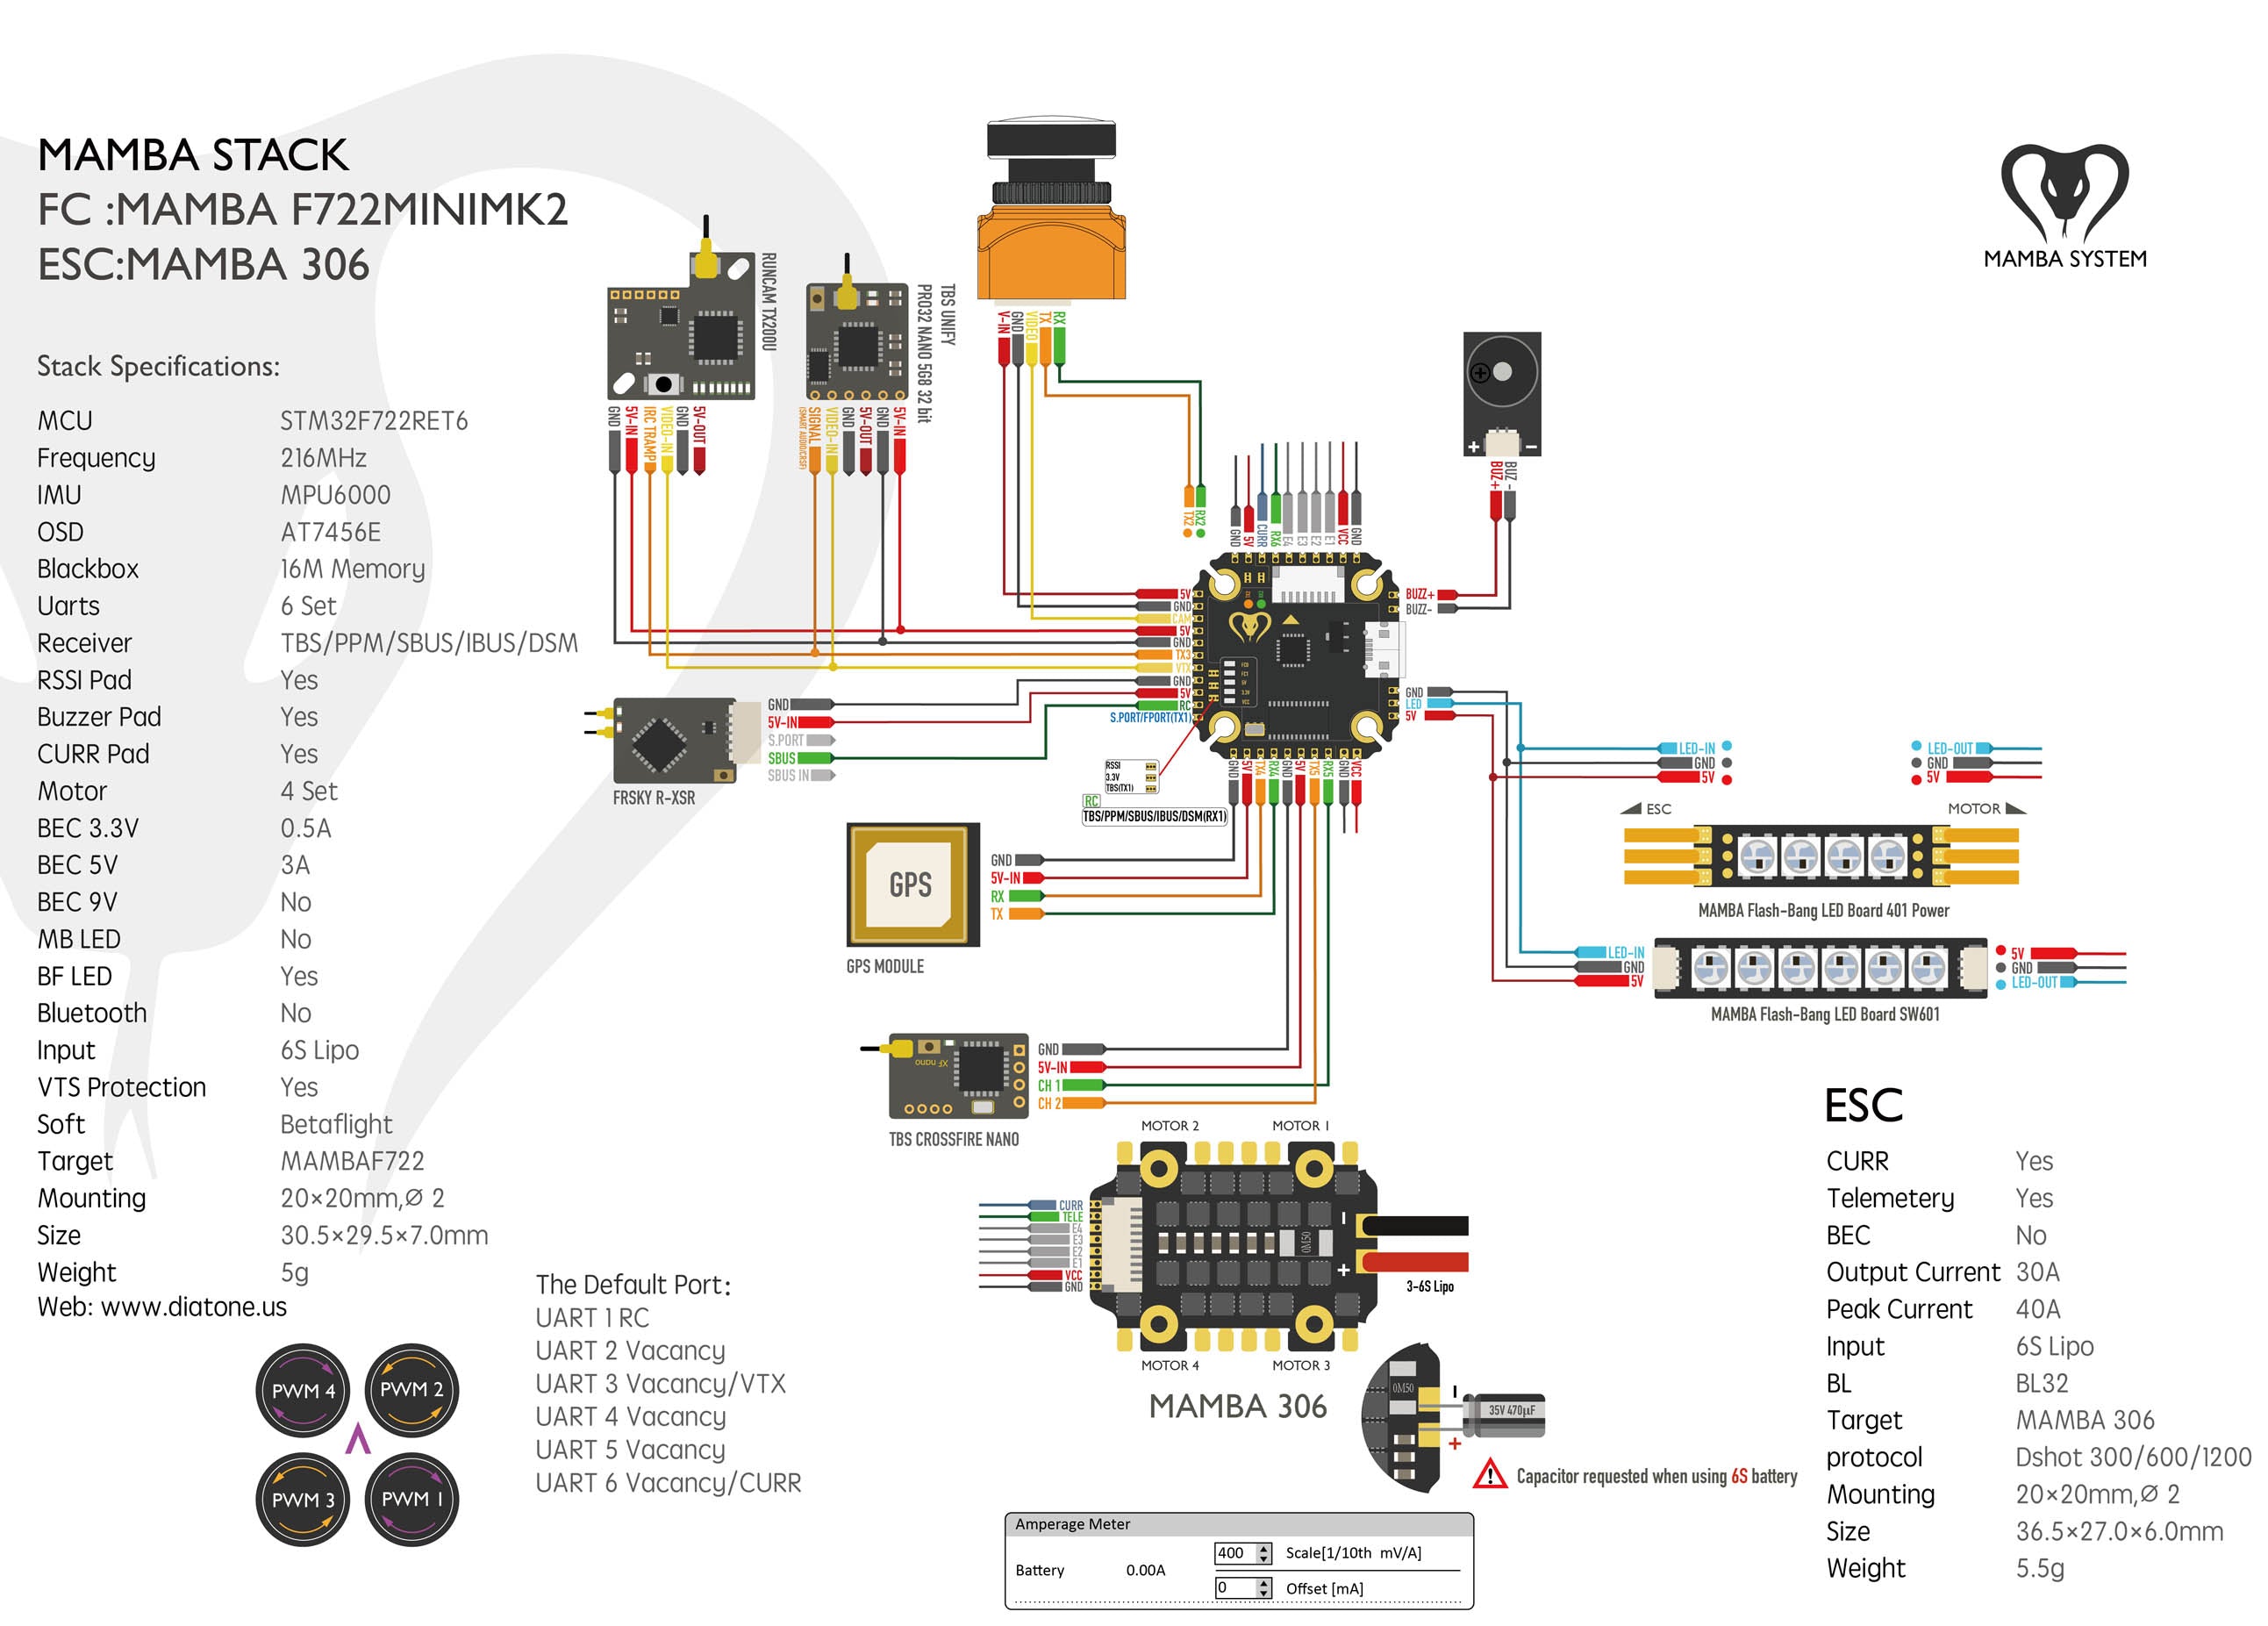 MAMBA STACK
FC :MAMBA F722MINIMK2
ESC:MAMBA 306
Stack Specifications:
MCU STM32F722RET6
Frequency 216MHz
IMU MPU6000
OSD AT7456E
Blackbox 16M Memory
Uarts 6 Set
Receiver TBS/PPM/SBUS/IBUS/DSM
RSSI Pad Yes
Buzzer Pad Yes
CURR Pad Yes
Motor 4 Set
BEC 3.3V 0.5A
BEC 5V 3A
BEC 9V No
MB LED No
BF LED Yes
Bluetooth No
Input 6S Lipo
VTS Protection Yes
Soft Betaflight
Target MAMBAF722
Mounting 20×20mm,Ø 2
Size 30.5×29.5×7.0mm
Weight 5g
Web: www.diatone.us
PWM 4
PWM 2
PWM 3
PWM 1
The Default Port:
UART 1 RC
UART 2 Vacancy
UART 3 Vacancy/VTX
UART 4 Vacancy
UART 5 Vacancy
UART 6 Vacancy/CURR
RUNCAM TX200U
GND
5V-IN
IRC TRAMP
VIDEO-IN
GND
5V-OUT
TBS UNIFY
PRO32 NANO 5G8 32 bit
SIGNAL
(SMART AUDIO/CRSF)
VIDEO-IN
GND
5V-OUT
GND
5V-IN
V-IN
GND
VIDEO
TX
RX
TX2
RX2
GND
5V
CURR
RX6
E4
E3
E2
E1
VCC
GND
+
−
BUZ+
BUZ -
BUZZ+
BUZZ-
5V
GND
CAM
5V
GND
TX3
VTX
GND
5V
RC
S.PORT/FPORT(TX1)
GND
LED
5V
GND
5V
TX4
RX4
GND
5V
TX5
RX5
GND
VCC
RSSI
3.3V
TBS(TX1)
RC
TBS/PPM/SBUS/IBUS/DSM(RX1)
GND
5V-IN
S.PORT
SBUS
SBUS IN
FRSKY R-XSR
GPS
GPS MODULE
GND
5V-IN
RX
TX
XF nano
TBS CROSSFIRE NANO
GND
5V-IN
CH 1
CH 2
MAMBA SYSTEM
LED-IN
GND
5V
LED-OUT
GND
5V
ESC
MOTOR
MAMBA Flash-Bang LED Board 401 Power
LED-IN
GND
5V
5V
GND
LED-OUT
MAMBA Flash-Bang LED Board SW601
MOTOR 2
MOTOR 1
CURR
TELE
E4
E3
E2
E1
VCC
GND
0M50
−
+
3-6S Lipo
MOTOR 4
MOTOR 3
MAMBA 306
0M50
−
+
35V 470μF
Capacitor requested when using 6S battery
Amperage Meter
Battery 0.00A
400 Scale[1/10th mV/A]
0 Offset [mA]
ESC
CURR Yes
Telemetery Yes
BEC No
Output Current 30A
Peak Current 40A
Input 6S Lipo
BL BL32
Target MAMBA 306
protocol Dshot 300/600/1200
Mounting 20×20mm,Ø 2
Size 36.5×27.0×6.0mm
Weight 5.5g